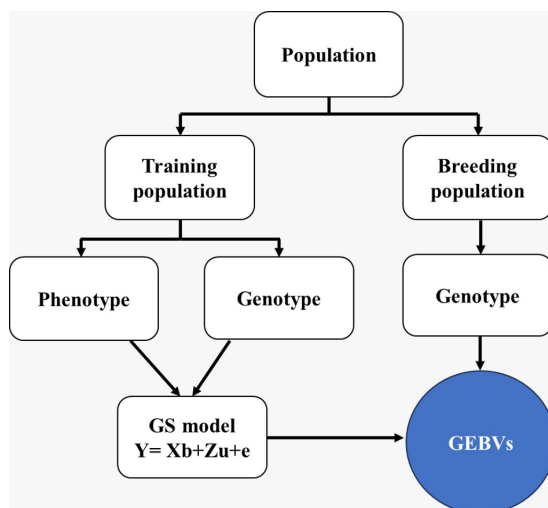 Population
Training
population
Breeding
population
Phenotype
Genotype
Genotype
GS model
Y= Xb+Zu+e
GEBVs